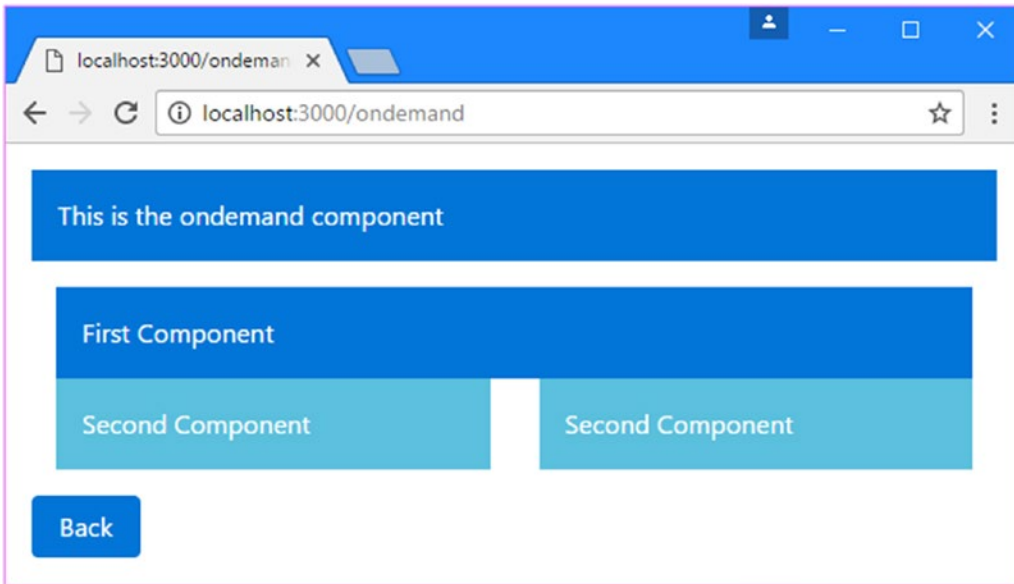 localhost:3000/ondeman
localhost:3000/ondemand
This is the ondemand component
First Component
Second Component Second Component
Back